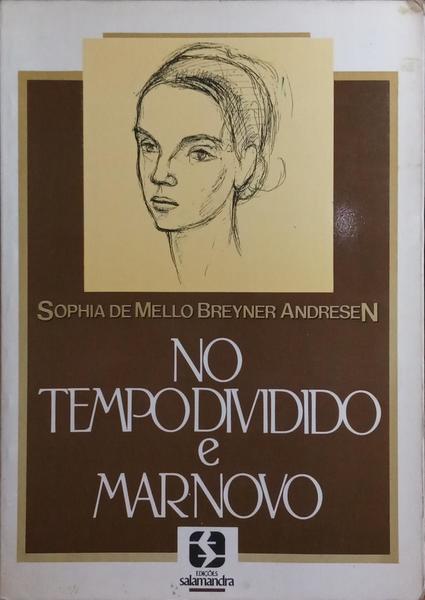 SOPHIA DE MELLO BREYNER ANDRESEN
NO
TEMPO DIVIDIDO
e
MAR NOVO
EDIÇÕES
salamandra